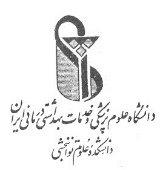 دانشگاه علوم پزشکی و خدمات بهداشتی درمانی ایران
دانشکده علوم توانبخشی